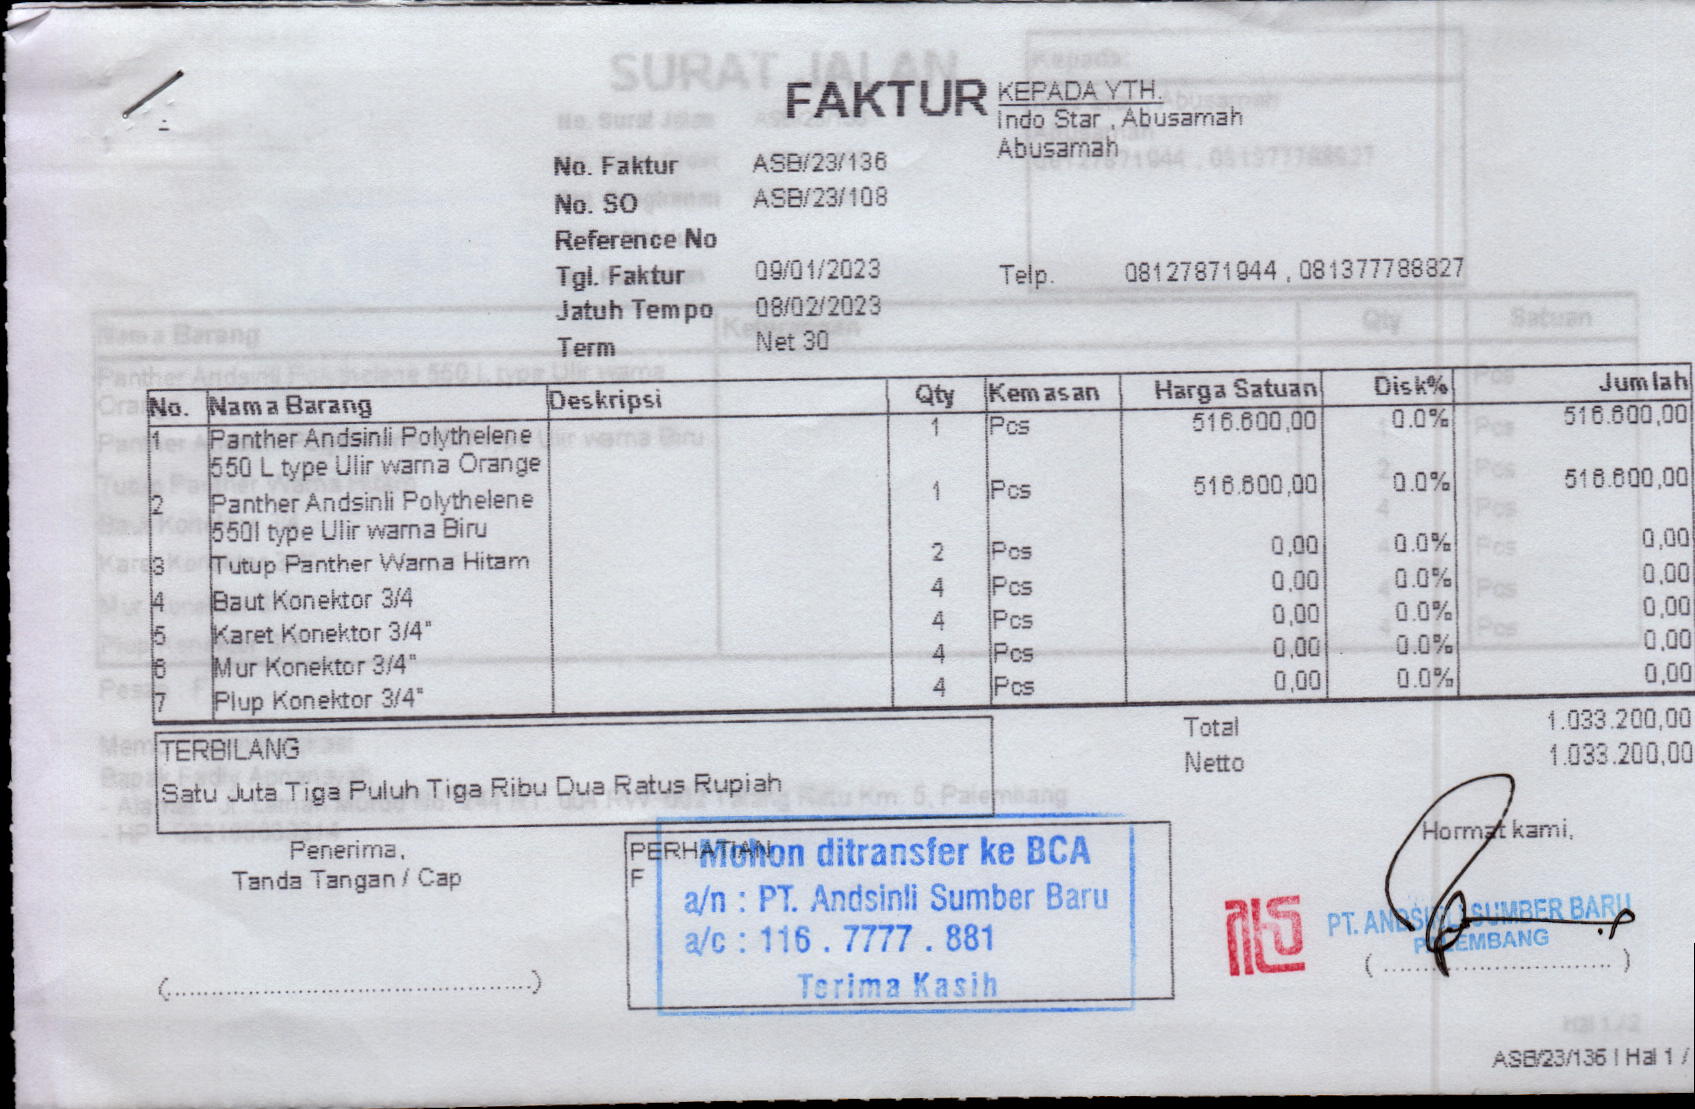 FAKTUR
KEPADA YTH.
Indo Star , Abusamah
Abusamah
No. Faktur ASB/23/136
No. SO ASB/23/108
Reference No
Tgl. Faktur 09/01/2023
Telp. 08127871944 , 081377788827
Jatuh Tempo 08/02/2023
Term Net 30
No. Nama Barang Deskripsi Qty Kemasan Harga Satuan Disk% Jumlah
1 Panther Andsinli Polythelene 1 Pcs 516.600,00 0.0% 516.600,00
550 L type Ulir warna Orange
2 Panther Andsinli Polythelene 1 Pcs 516.600,00 0.0% 516.600,00
550l type Ulir warna Biru
3 Tutup Panther Warna Hitam 2 Pcs 0,00 0.0% 0,00
4 Baut Konektor 3/4 4 Pcs 0,00 0.0% 0,00
5 Karet Konektor 3/4" 4 Pcs 0,00 0.0% 0,00
6 Mur Konektor 3/4" 4 Pcs 0,00 0.0% 0,00
7 Plup Konektor 3/4" 4 Pcs 0,00 0.0% 0,00
Total 1.033.200,00
Netto 1.033.200,00
TERBILANG
Satu Juta Tiga Puluh Tiga Ribu Dua Ratus Rupiah
Penerima,
Tanda Tangan / Cap
(..............................................)
PERHATIAN
F
Mohon ditransfer ke BCA
a/n : PT. Andsinli Sumber Baru
a/c : 116 . 7777 . 881
Terima Kasih
Hormat kami,
PT. ANDSINLI SUMBER BARU
PALEMBANG
( .............................. )
ASB/23/136 | Hal 1 /